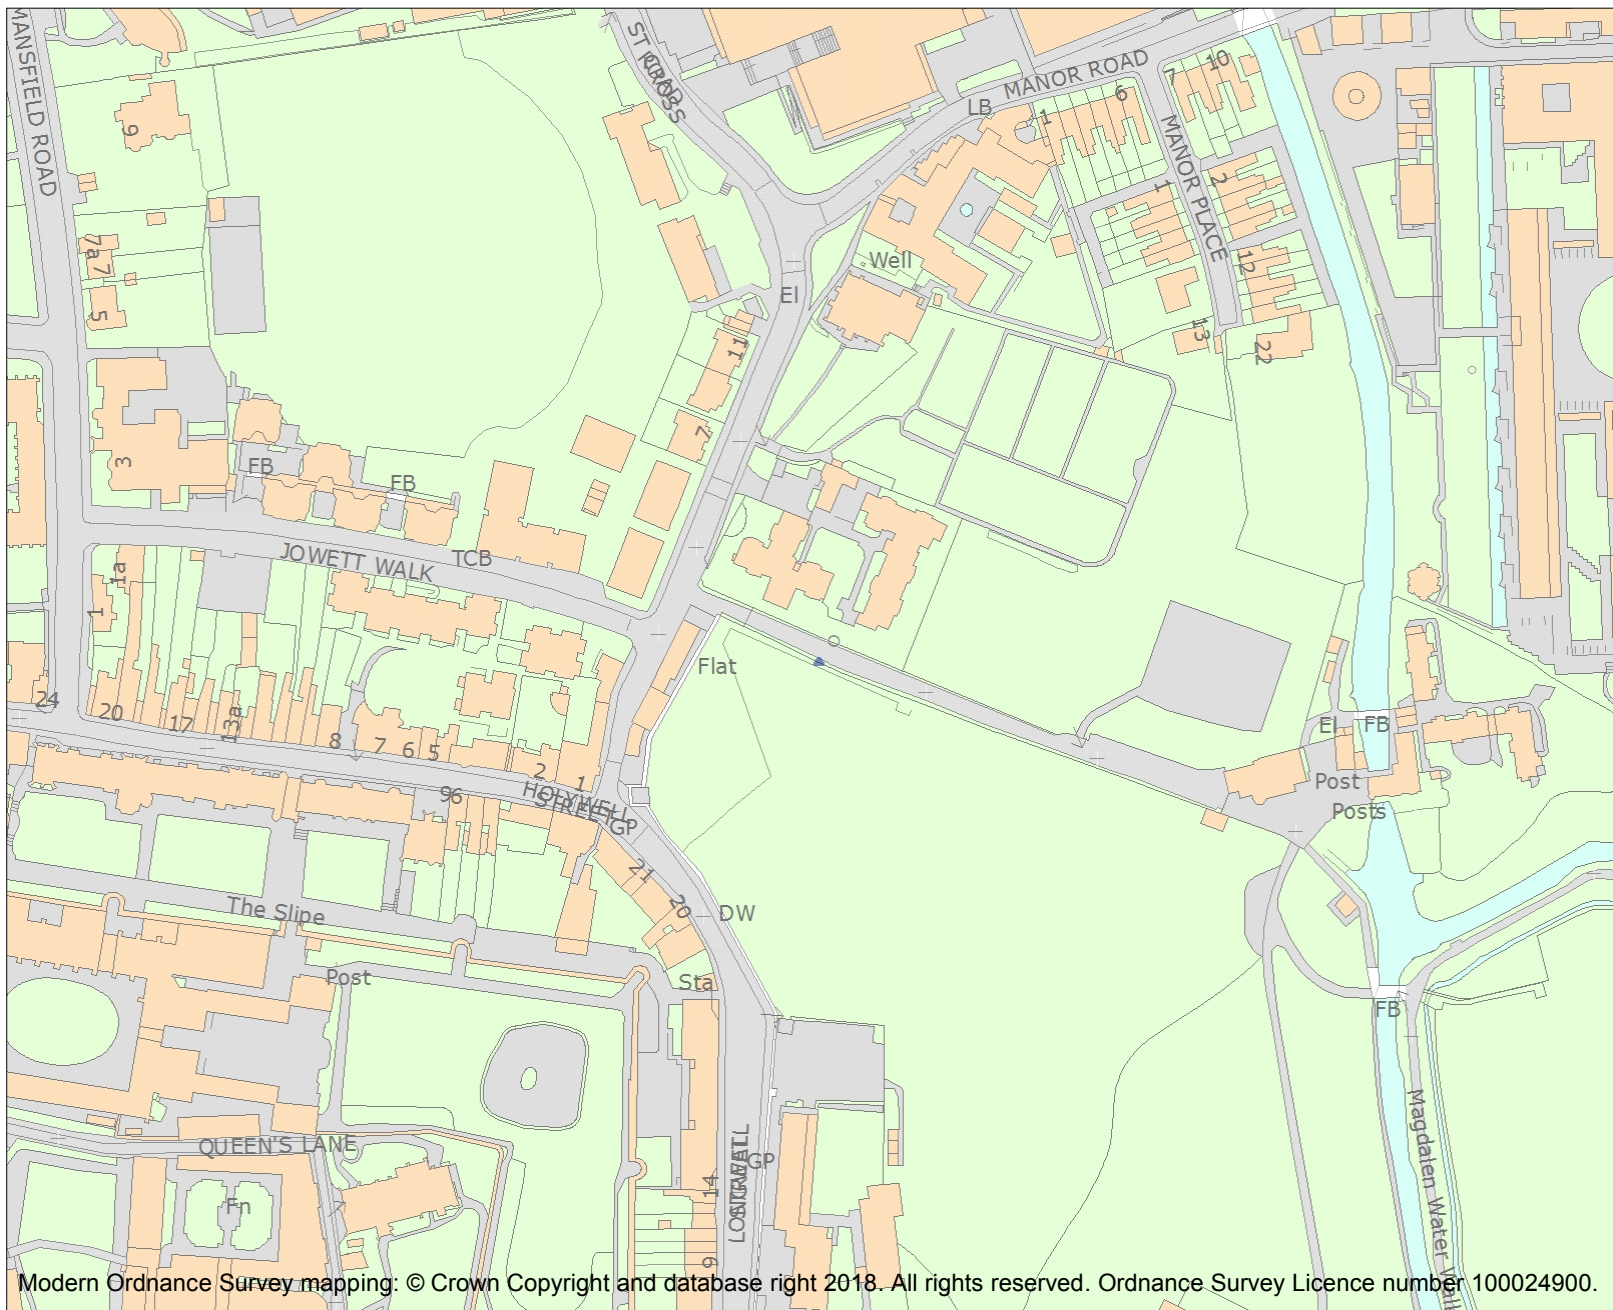 MANSFIELD ROAD
ST CROSS
ROAD
MANOR ROAD
LB
1
6
7
10
9
MANOR PLACE
1
2
7a
7
Well
12
5
El
11
13
22
7
3
FB
FB
JOWETT WALK
TCB
1a
1
Flat
24
20
17
13a
8
7
6
5
2
1
El
FB
Post
Posts
HOLYWELL
STREET
GP
96
21
20
The Slipe
DW
Post
Sta
FB
QUEEN'S LANE
Fn
7
14
9
LONGWALL
STREET
GP
Magdalen Water Walk
Modern Ordnance Survey mapping: © Crown Copyright and database right 2018. All rights reserved. Ordnance Survey Licence number 100024900.